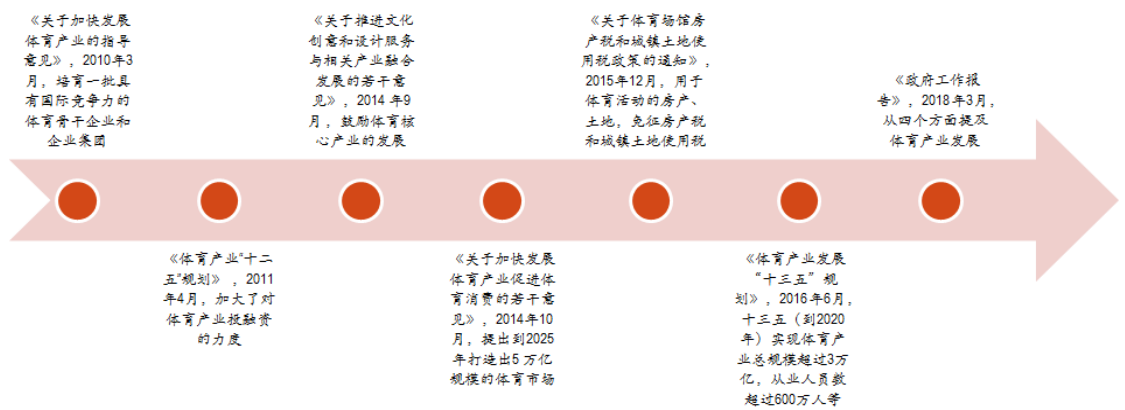 《关于加快发展
体育产业的指导
意见》，2010年3
月，培育一批具
有国际竞争力的
体育骨干企业和
企业集团
《体育产业“十二
五”规划》，2011
年4月，加大了对
体育产业投融资
的力度
《关于推进文化
创意和设计服务
与相关产业融合
发展的若干意
见》，2014 年9
月，鼓励体育核
心产业的发展
《关于加快发展
体育产业促进体
育消费的若干意
见》，2014年10
月，提出到2025
年打造出5 万亿
规模的体育市场
《关于体育场馆房
产税和城镇土地使
用税政策的通知》，
2015年12月，用于
体育活动的房产、
土地，免征房产税
和城镇土地使用税
《体育产业发展
“十三五” 规
划》，2016年6月，
十三五（到2020
年）实现体育产
业总规模超过3万
亿，从业人员数
超过600万人等
《政府工作报
告》，2018年3月，
从四个方面提及
体育产业发展